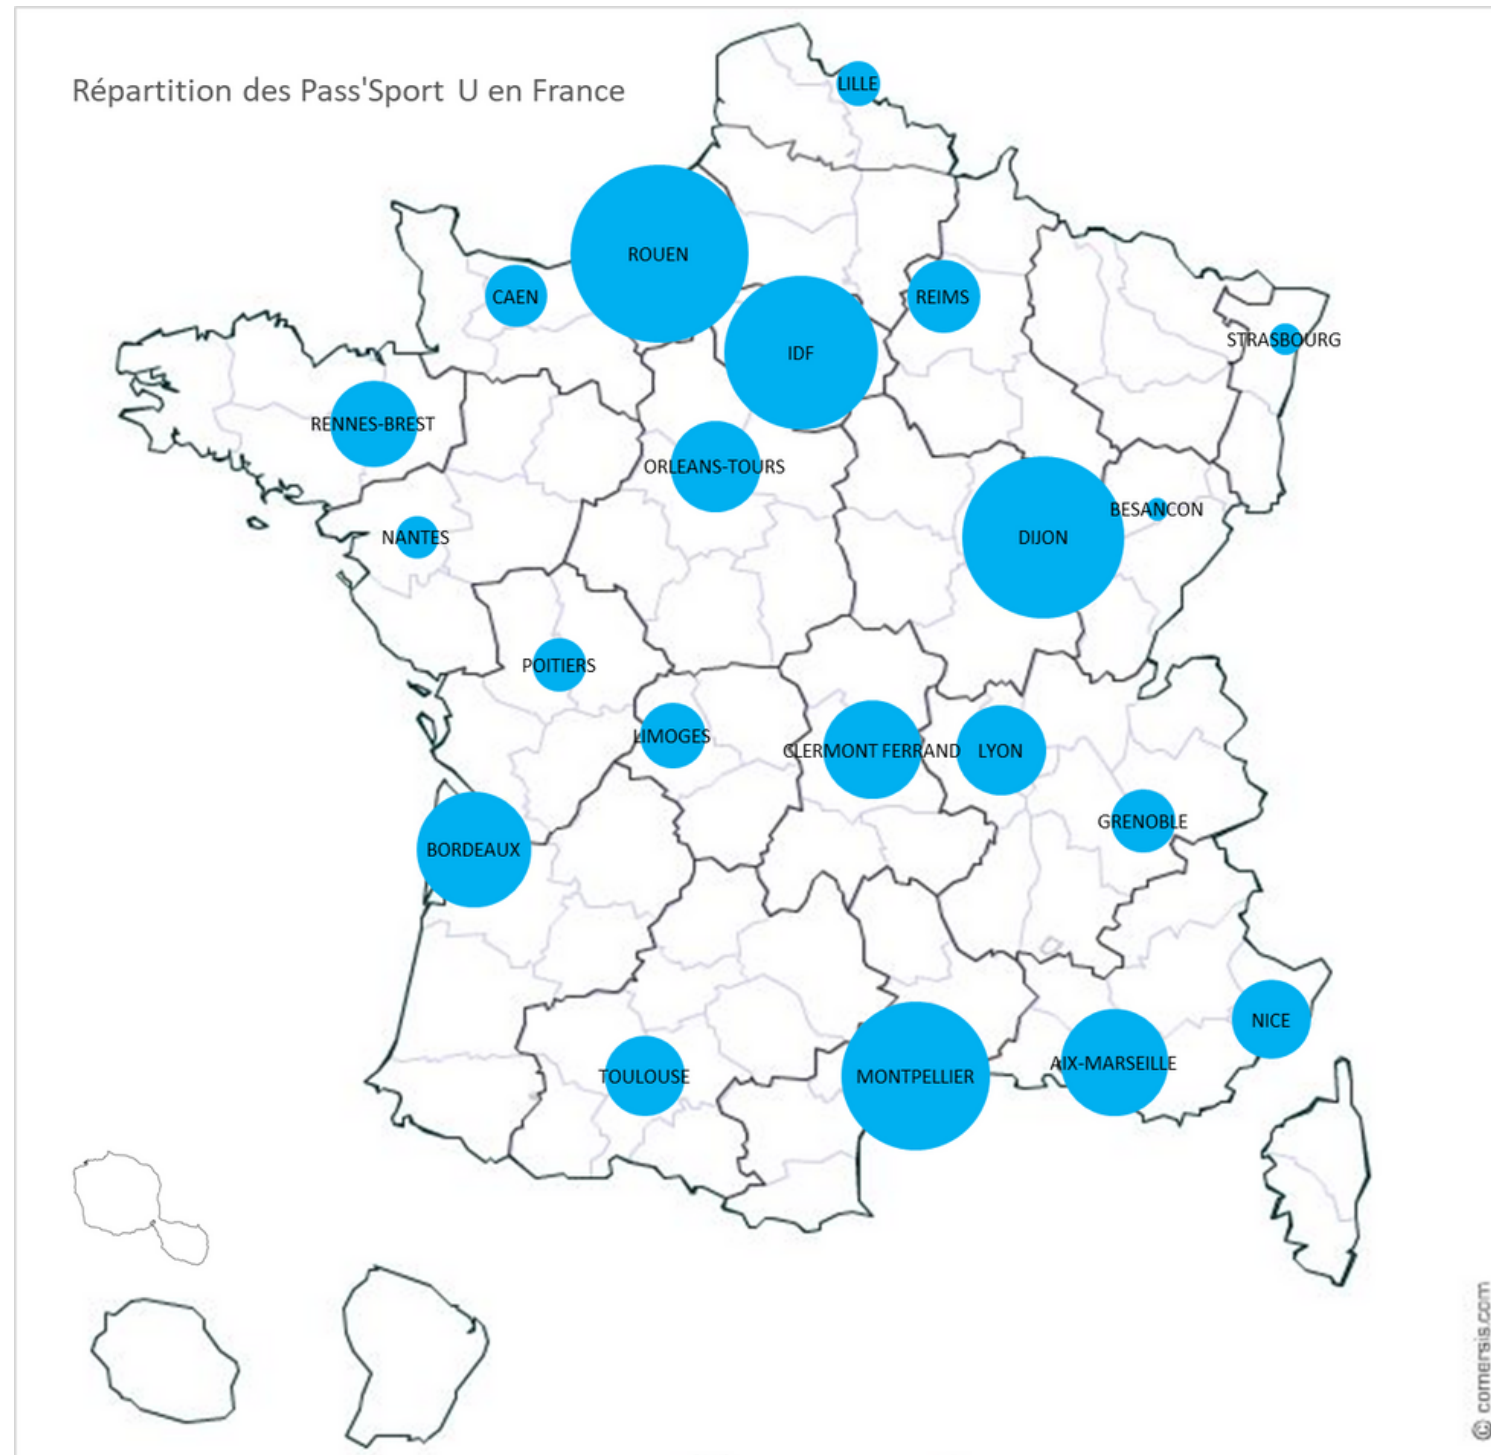 Répartition des Pass'Sport U en France
LILLE
ROUEN
CAEN
REIMS
STRASBOURG
IDF
RENNES-BREST
ORLEANS-TOURS
BESANCON
NANTES
DIJON
POITIERS
LIMOGES
CLERMONT FERRAND
LYON
GRENOBLE
BORDEAUX
NICE
AIX-MARSEILLE
TOULOUSE
MONTPELLIER
© comersis.com